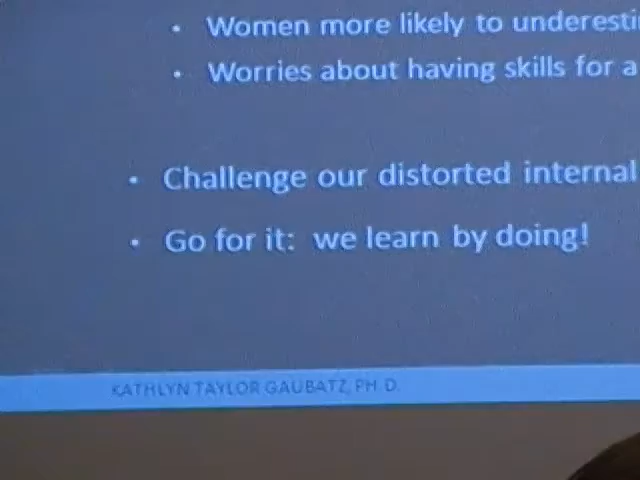 • Women more likely to
• Worries about having skills for a
• Challenge our distorted internal
• Go for it: we learn by doing!
KATHLYN TAYLOR GAUBATZ, PH.D.